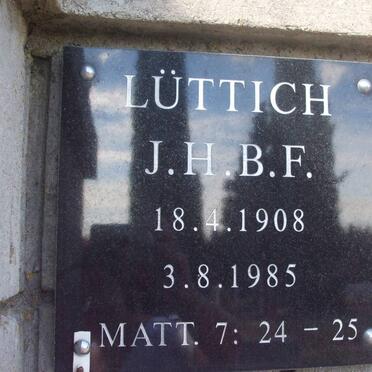 LÜTTICH
J.H.B.F.
18.4.1908
3.8.1985
MATT. 7: 24 – 25